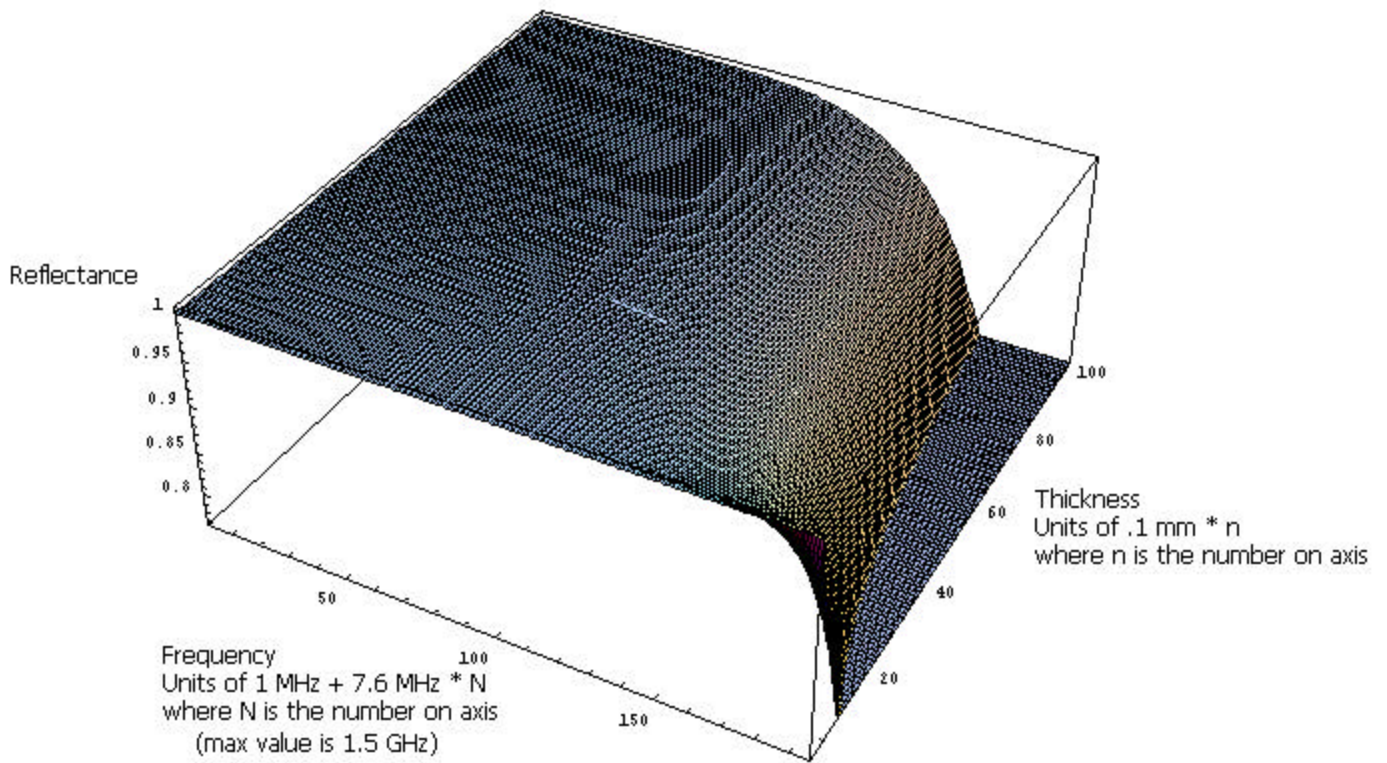 Reflectance
1
0.95
0.9
0.85
0.8
50
100
150
Frequency
Units of 1 MHz + 7.6 MHz * N
where N is the number on axis
(max value is 1.5 GHz)
100
80
60
40
20
Thickness
Units of .1 mm * n
where n is the number on axis